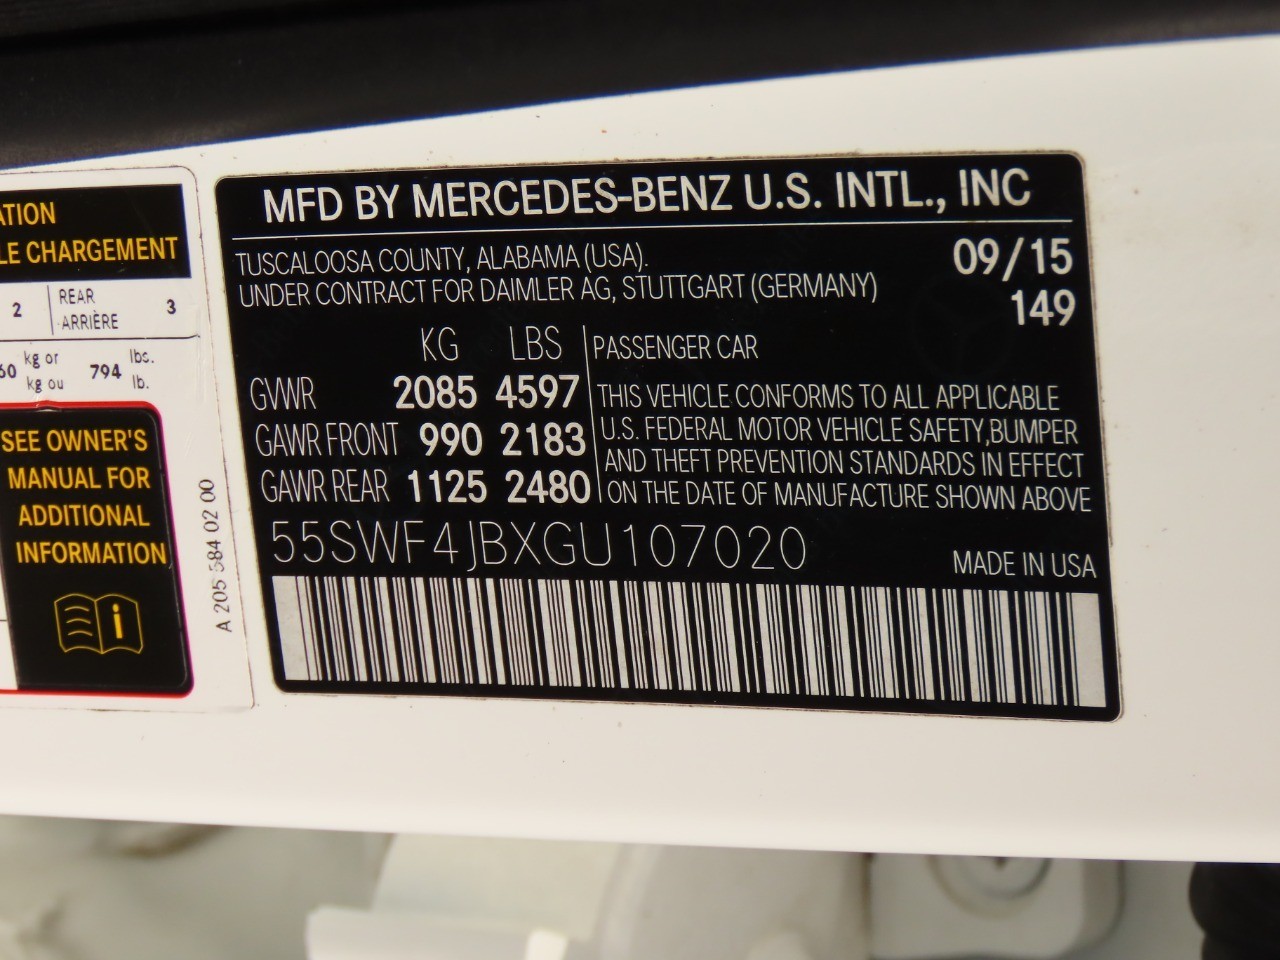 ATION
LE CHARGEMENT
2 REAR 3
ARRIÈRE
60 kg or 794 lbs.
kg ou lb.
SEE OWNER'S
MANUAL FOR
ADDITIONAL
INFORMATION
i
A 205 584 02 00
MFD BY MERCEDES-BENZ U.S. INTL., INC
TUSCALOOSA COUNTY, ALABAMA (USA). 09/15
UNDER CONTRACT FOR DAIMLER AG, STUTTGART (GERMANY) 149
KG LBS
GVWR 2085 4597
GAWR FRONT 990 2183
GAWR REAR 1125 2480
PASSENGER CAR
THIS VEHICLE CONFORMS TO ALL APPLICABLE
U.S. FEDERAL MOTOR VEHICLE SAFETY,BUMPER
AND THEFT PREVENTION STANDARDS IN EFFECT
ON THE DATE OF MANUFACTURE SHOWN ABOVE
55SWF4JBXGU107020
MADE IN USA